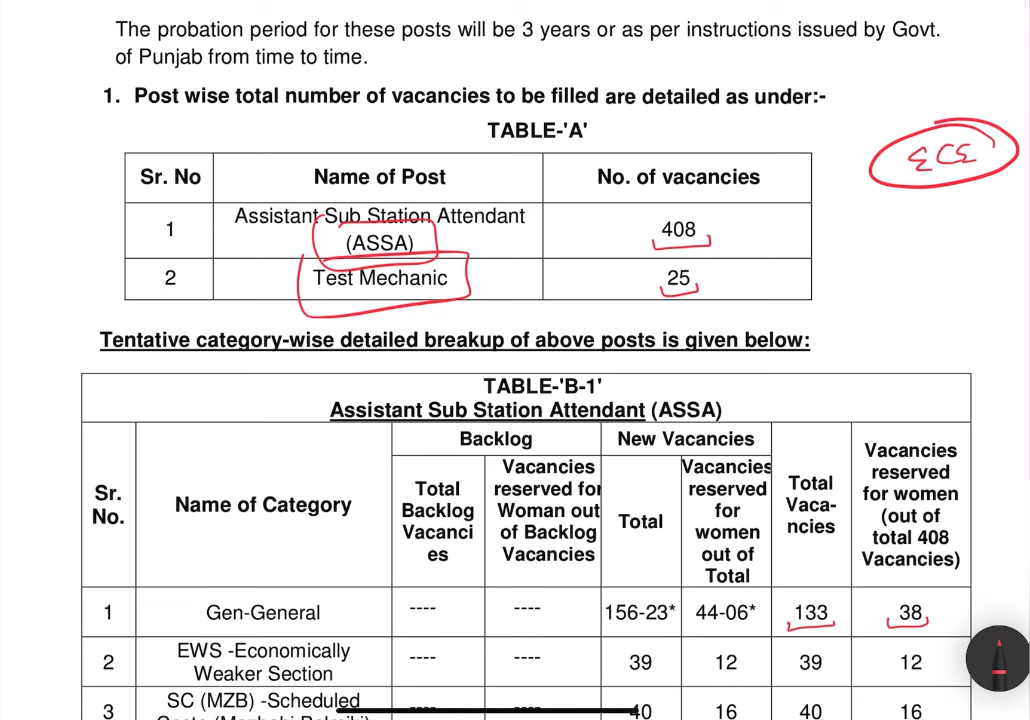 The probation period for these posts will be 3 years or as per instructions issued by Govt.
of Punjab from time to time.
1. Post wise total number of vacancies to be filled are detailed as under:-
TABLE-'A'
ECE
Sr. No Name of Post No. of vacancies
1 Assistant Sub Station Attendant (ASSA) 408
2 Test Mechanic 25
Tentative category-wise detailed breakup of above posts is given below:
TABLE-'B-1'
Assistant Sub Station Attendant (ASSA)
Sr. No. Name of Category Backlog New Vacancies Total Vaca-ncies Vacancies reserved for women (out of total 408 Vacancies)
Total Backlog Vacanci es Vacancies reserved for Woman out of Backlog Vacancies Total Vacancies reserved for women out of Total
1 Gen-General ---- ---- 156-23* 44-06* 133 38
2 EWS -Economically Weaker Section ---- ---- 39 12 39 12
3 SC (MZB) -Scheduled ---- ---- 40 16 40 16